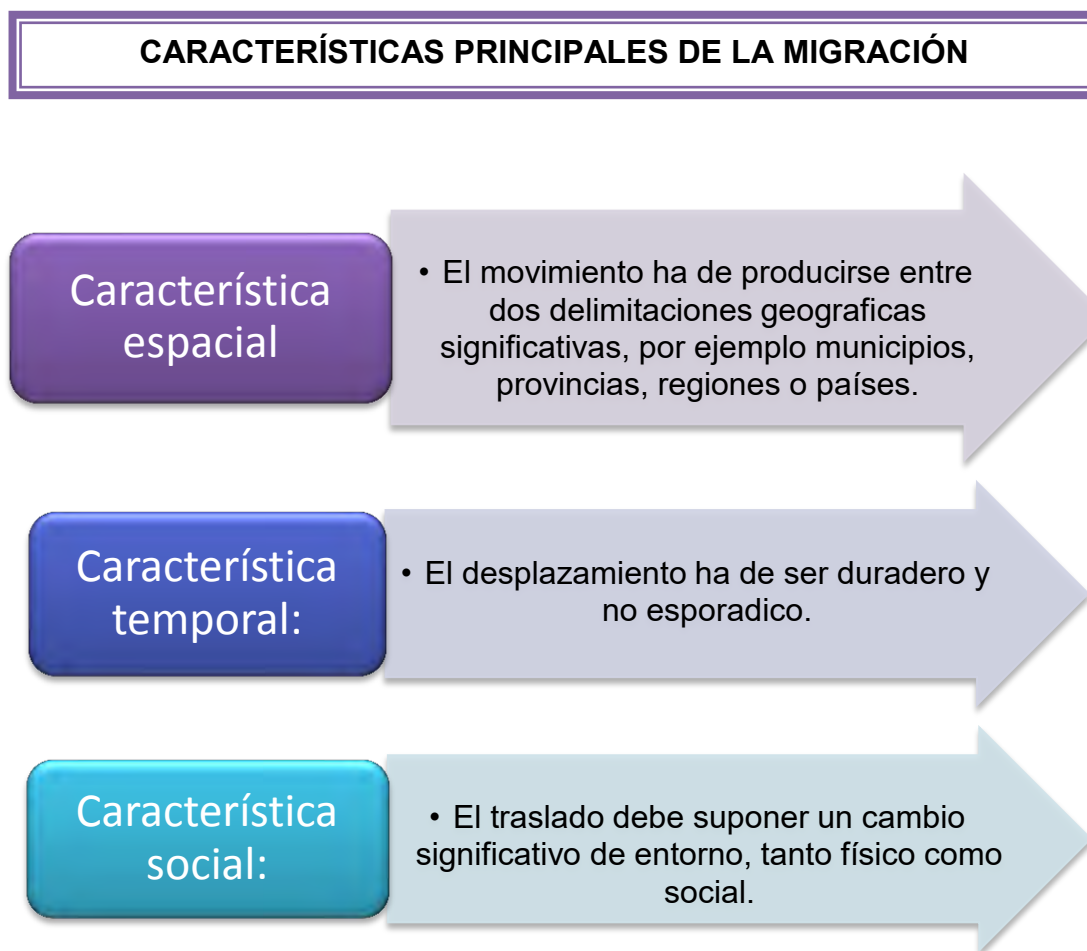 CARACTERÍSTICAS PRINCIPALES DE LA MIGRACIÓN
Característica
espacial
• El movimiento ha de producirse entre
dos delimitaciones geograficas
significativas, por ejemplo municipios,
provincias, regiones o países.
Característica
temporal:
• El desplazamiento ha de ser duradero y
no esporadico.
Característica
social:
• El traslado debe suponer un cambio
significativo de entorno, tanto físico como
social.